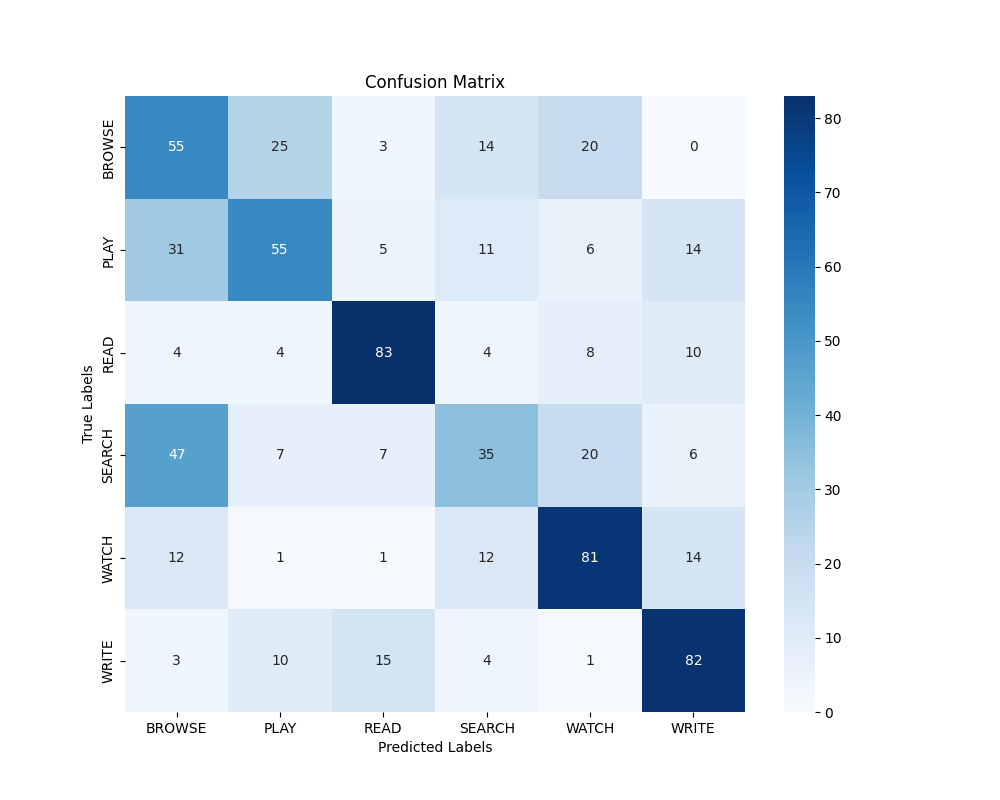 Confusion Matrix
BROWSE 55 25 3 14 20 0
PLAY 31 55 5 11 6 14
READ 4 4 83 4 8 10
SEARCH 47 7 7 35 20 6
WATCH 12 1 1 12 81 14
WRITE 3 10 15 4 1 82
BROWSE PLAY READ SEARCH WATCH WRITE
Predicted Labels
True Labels
80
70
60
50
40
30
20
10
0